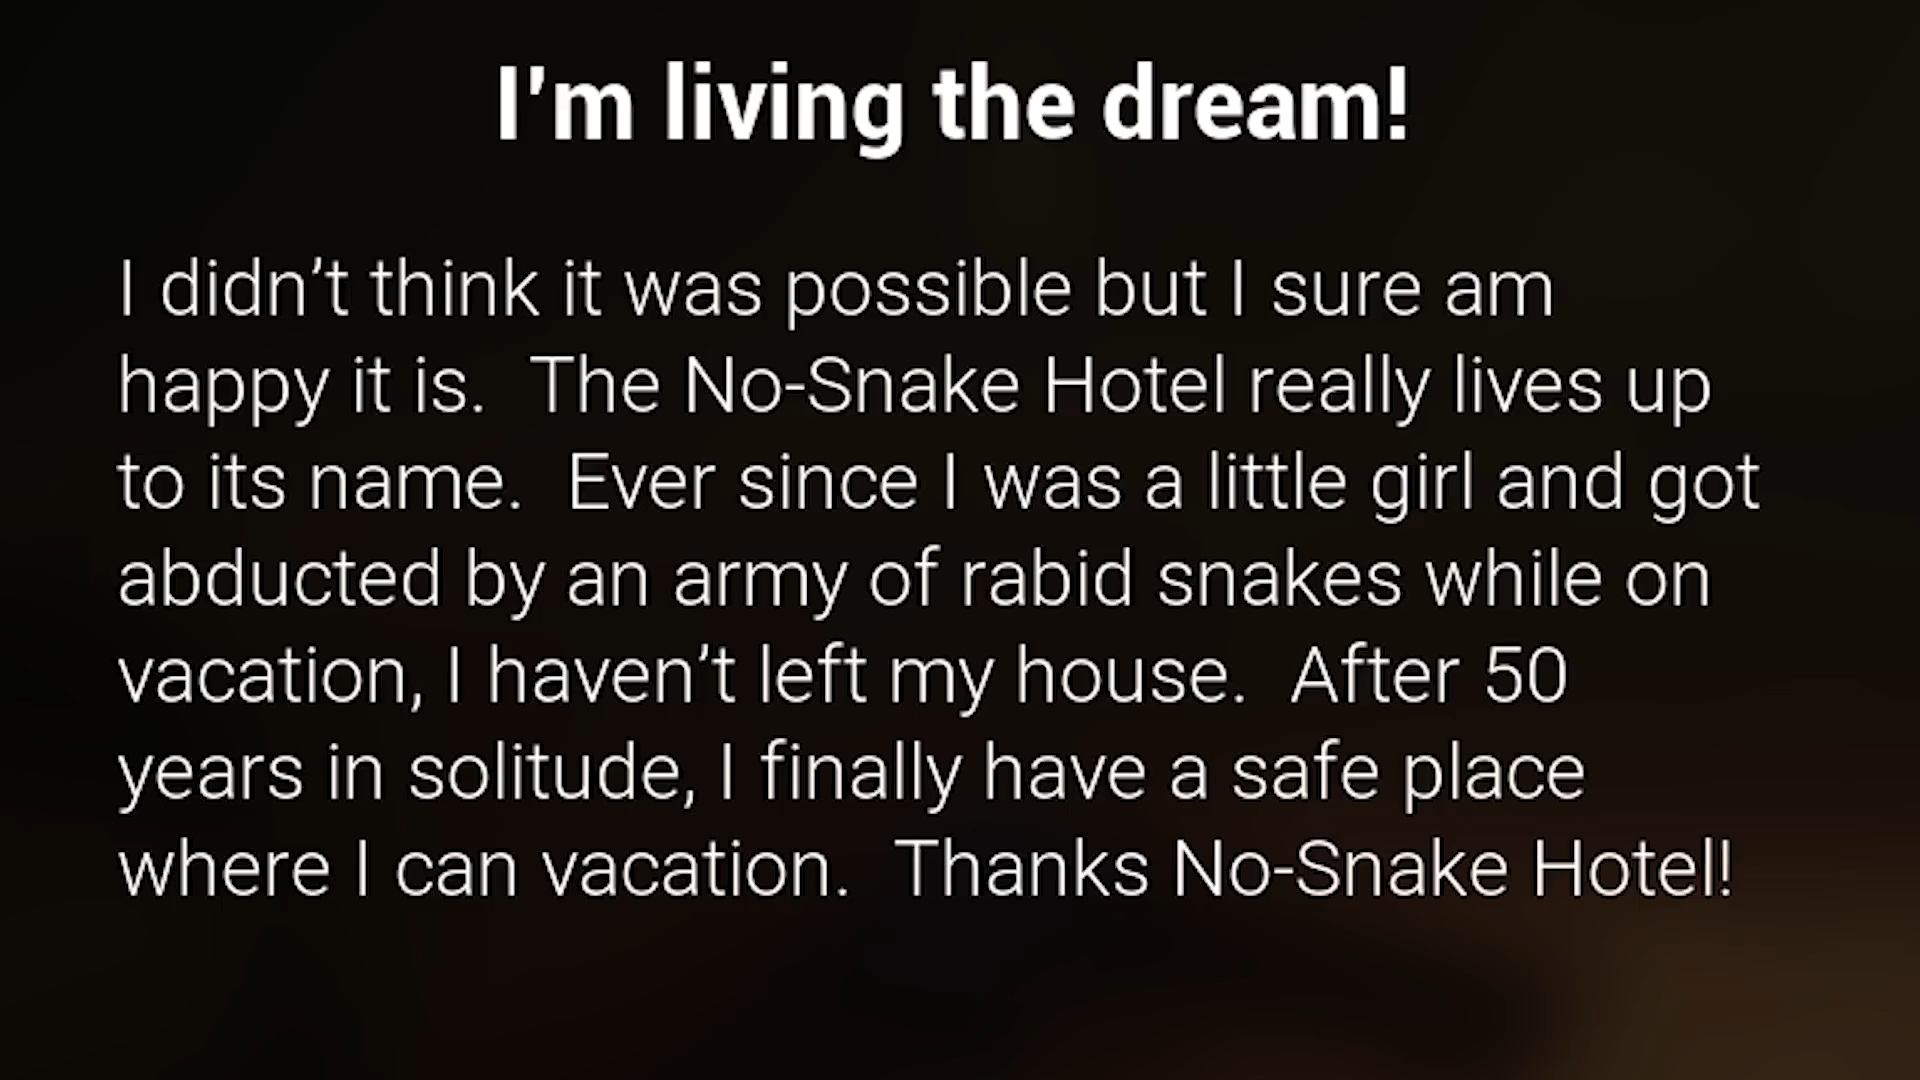 I'm living the dream!
I didn’t think it was possible but I sure am
happy it is.  The No-Snake Hotel really lives up
to its name.  Ever since I was a little girl and got
abducted by an army of rabid snakes while on
vacation, I haven’t left my house.  After 50
years in solitude, I finally have a safe place
where I can vacation.  Thanks No-Snake Hotel!